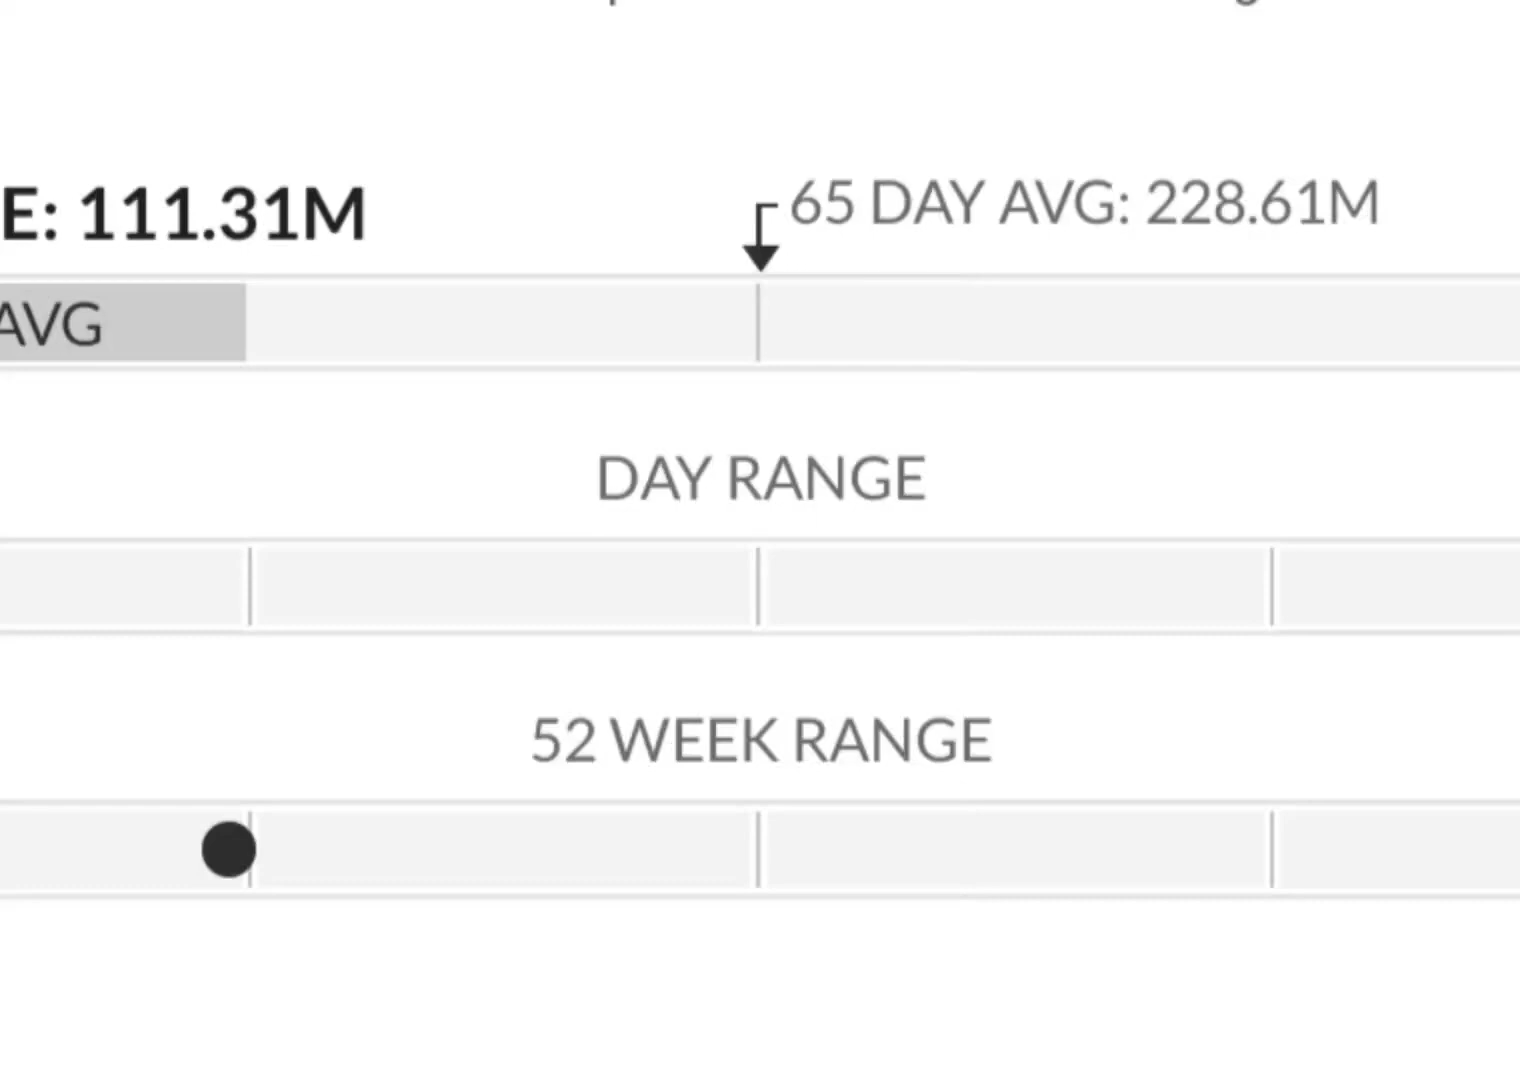 E: 111.31M
65 DAY AVG: 228.61M
AVG
DAY RANGE
52 WEEK RANGE